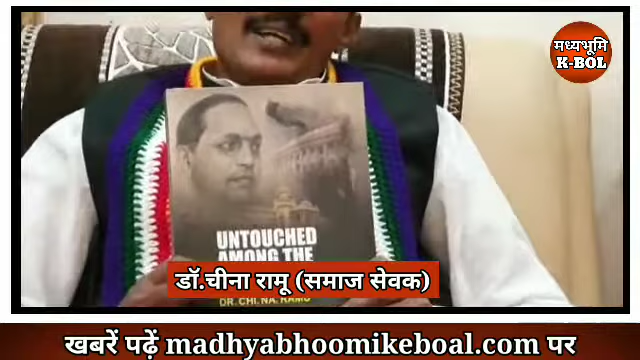 मध्यभूमि
K-BOL
UNTOUCHED
AMONG THE
डॉ.चीना रामू (समाज सेवक)
DR. CHI. NA. RAMU
खबरें पढ़ें madhyabhoomikeboal.com पर